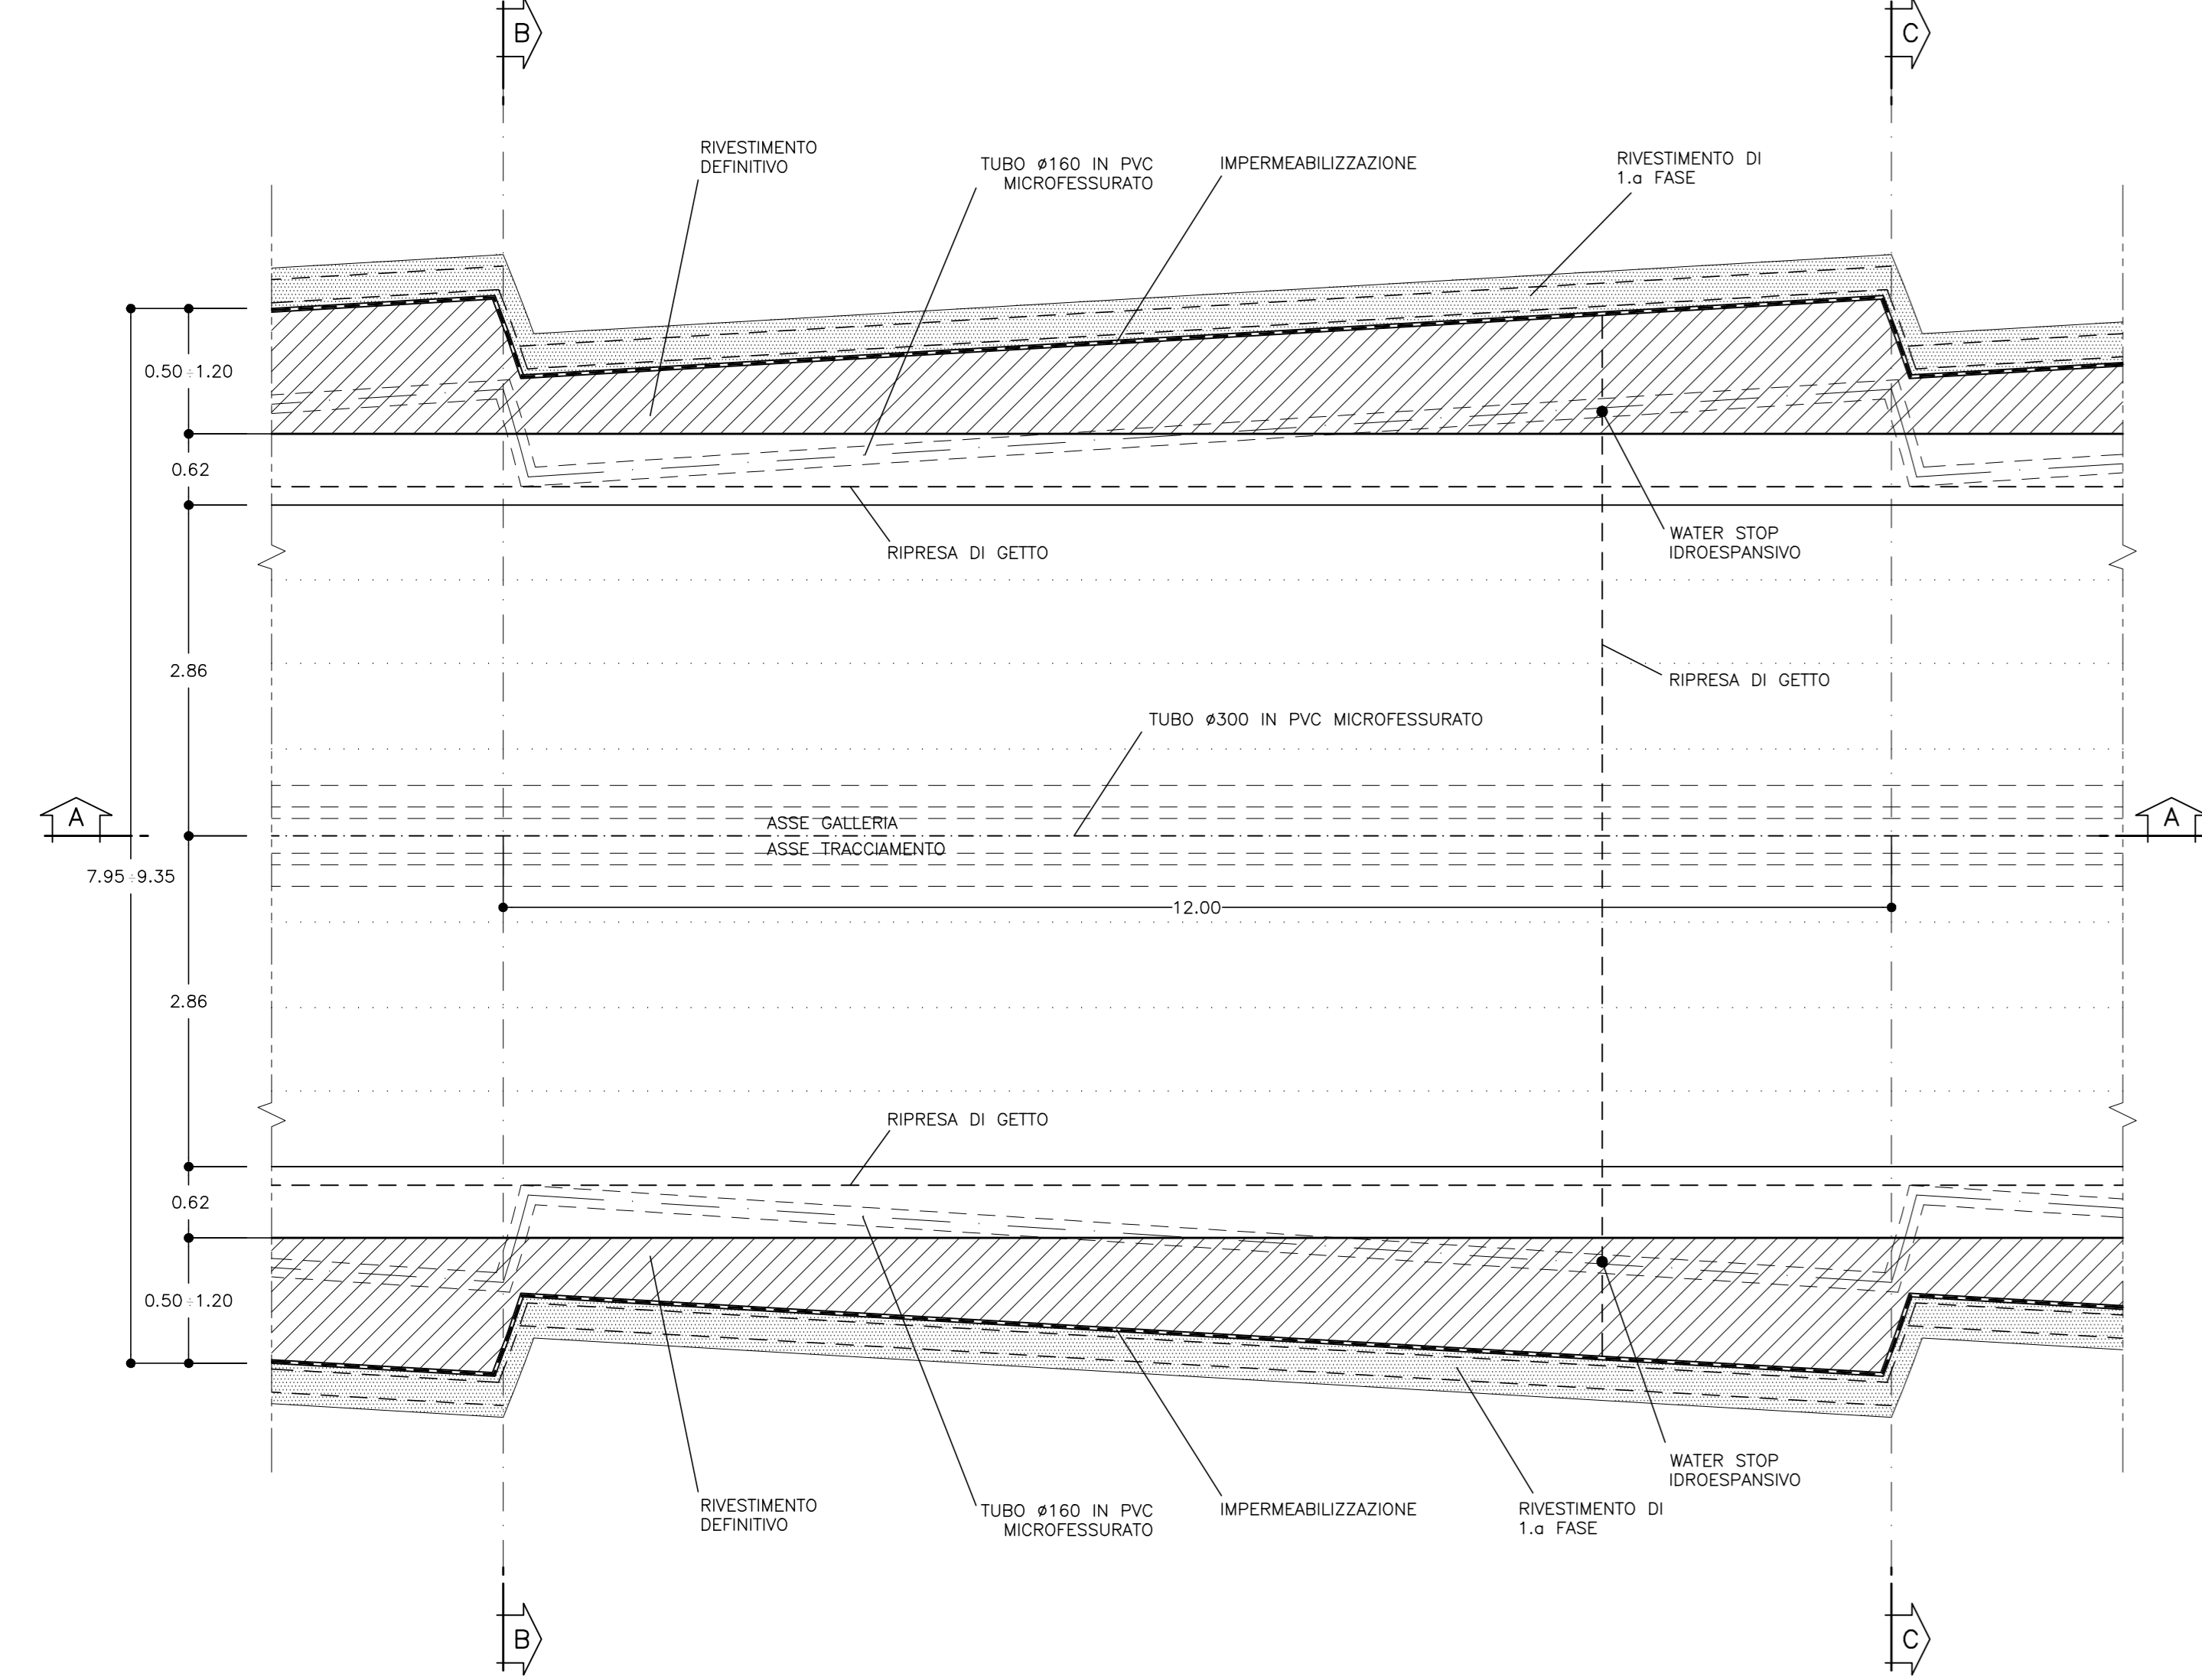 B
C
RIVESTIMENTO
DEFINITIVO
TUBO ø160 IN PVC
MICROFESSURATO
IMPERMEABILIZZAZIONE
RIVESTIMENTO DI
1.a FASE
0.50÷1.20
0.62
RIPRESA DI GETTO
WATER STOP
IDROESPANSIVO
2.86
RIPRESA DI GETTO
TUBO ø300 IN PVC MICROFESSURATO
A
A
ASSE GALLERIA
ASSE TRACCIAMENTO
7.95÷9.35
12.00
2.86
RIPRESA DI GETTO
0.62
0.50÷1.20
WATER STOP
IDROESPANSIVO
RIVESTIMENTO
DEFINITIVO
TUBO ø160 IN PVC
MICROFESSURATO
IMPERMEABILIZZAZIONE
RIVESTIMENTO DI
1.a FASE
B
C